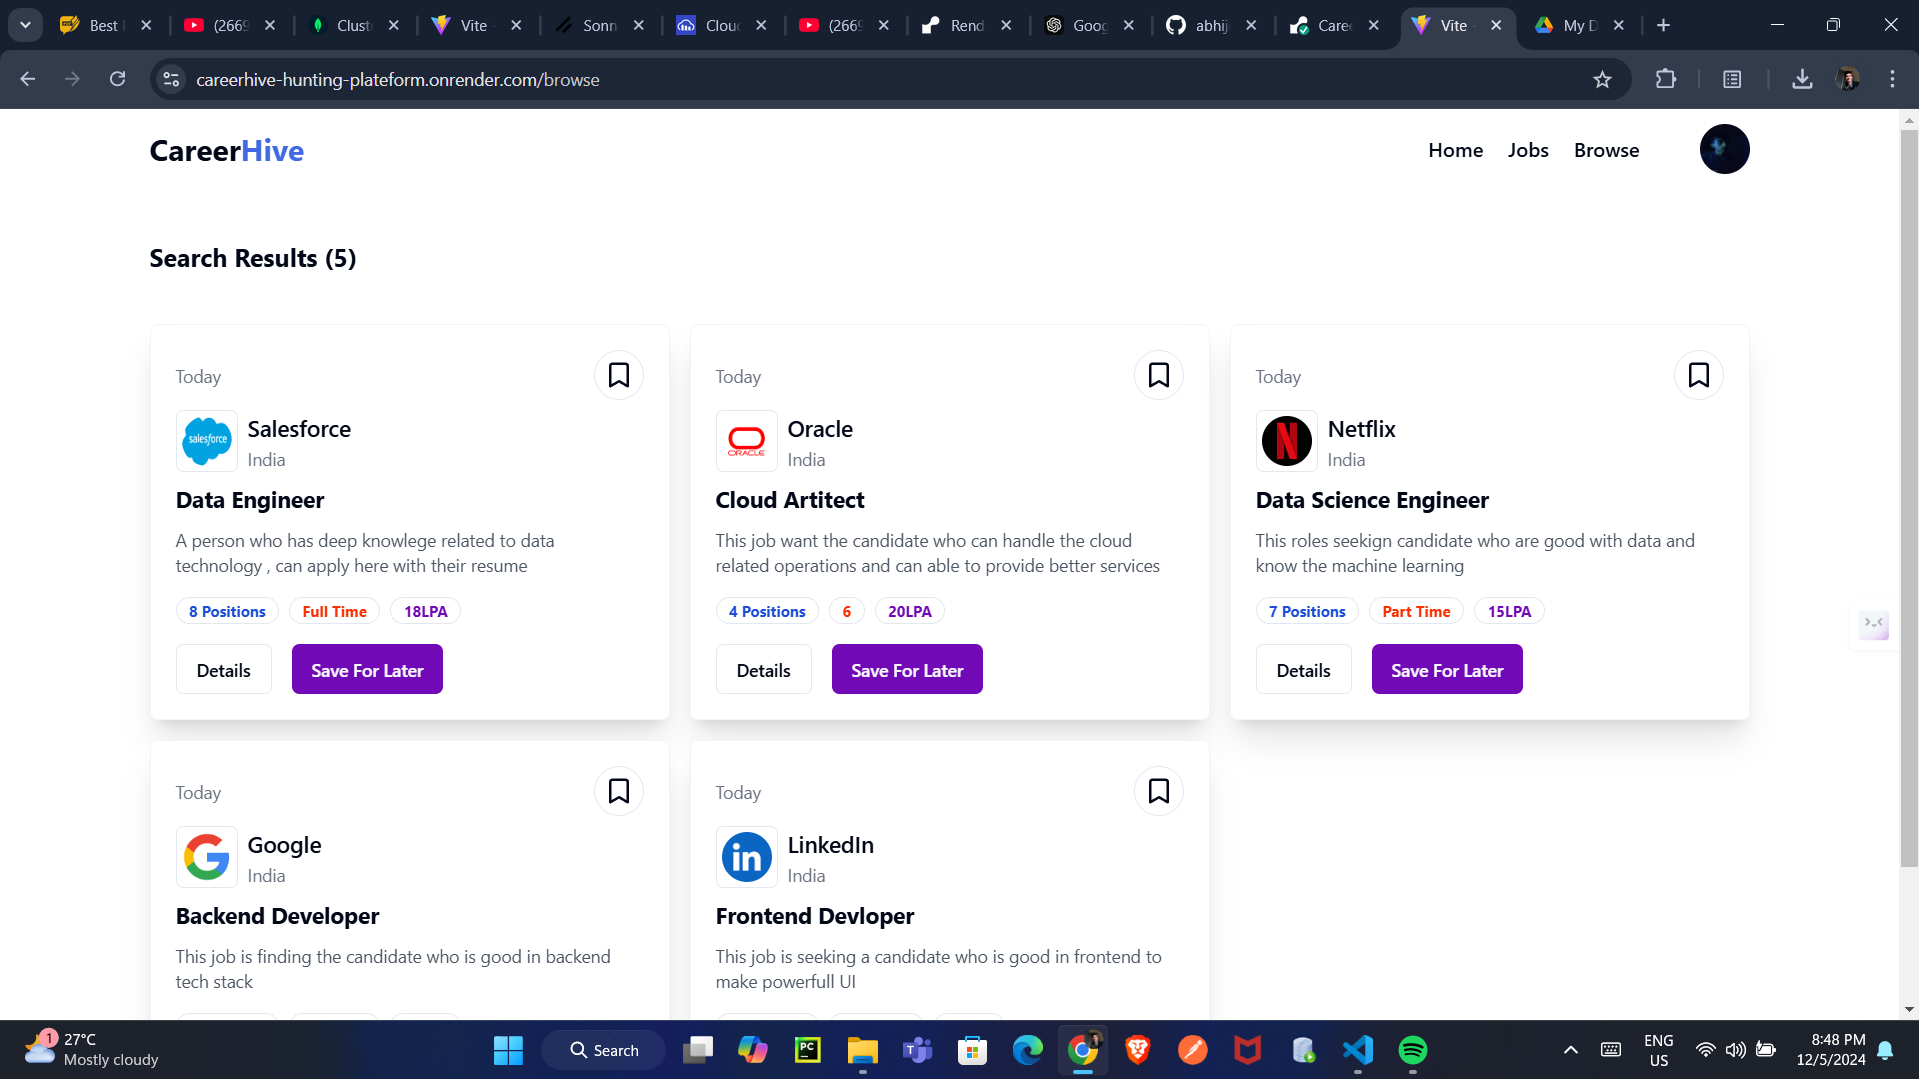 Best
(2669
Clust
Vite
Sonn
Clou
(2669
Rend
Goog
abhij
Caree
Vite
My D
careerhive-hunting-plateform.onrender.com/browse
CareerHive
Home
Jobs
Browse
Search Results (5)
Today
salesforce
Salesforce
India
Data Engineer
A person who has deep knowlege related to data
technology , can apply here with their resume
8 Positions
Full Time
18LPA
Details
Save For Later
Today
ORACLE
Oracle
India
Cloud Artitect
This job want the candidate who can handle the cloud
related operations and can able to provide better services
4 Positions
6
20LPA
Details
Save For Later
Today
N
Netflix
India
Data Science Engineer
This roles seekign candidate who are good with data and
know the machine learning
7 Positions
Part Time
15LPA
Details
Save For Later
Today
G
Google
India
Backend Developer
This job is finding the candidate who is good in backend
tech stack
Today
in
LinkedIn
India
Frontend Devloper
This job is seeking a candidate who is good in frontend to
make powerfull UI
1
27°C
Mostly cloudy
Search
PC
ENG
US
8:48 PM
12/5/2024